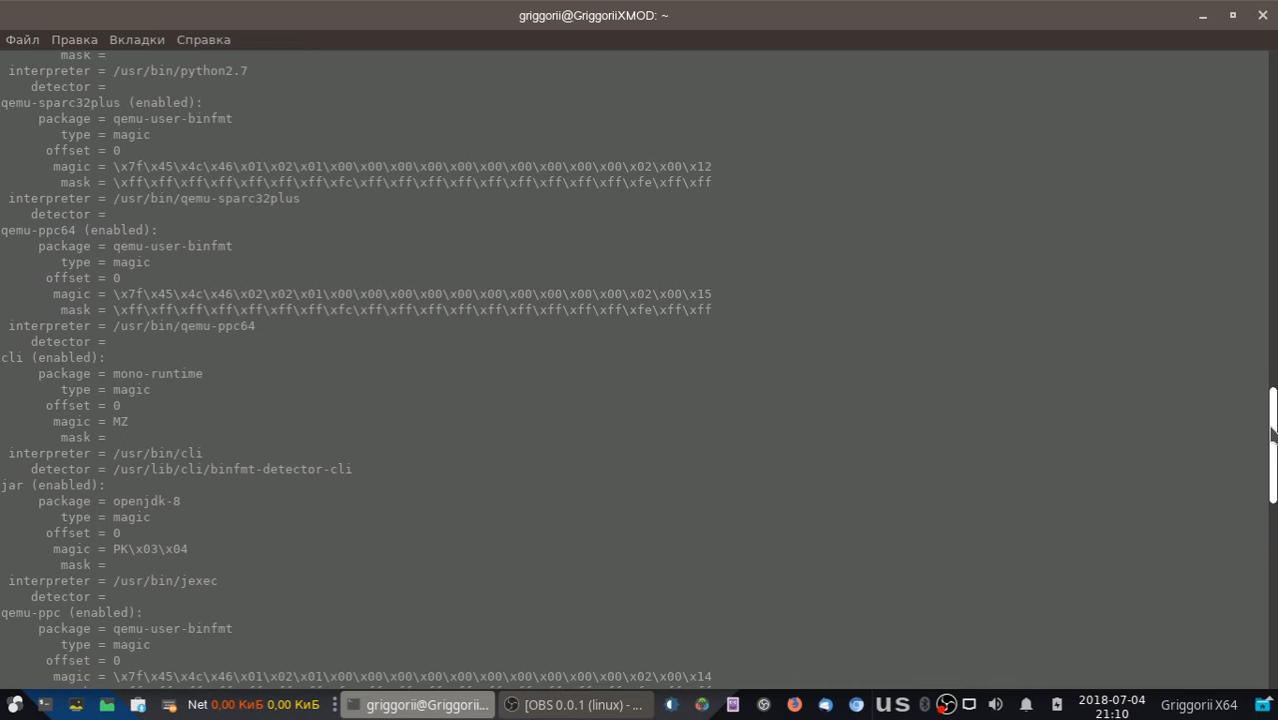 griggorii@GriggoriiXMOD: ~
Файл Правка Вкладки Справка
mask =
interpreter = /usr/bin/python2.7
detector =
qemu-sparc32plus (enabled):
package = qemu-user-binfmt
type = magic
offset = 0
magic = \x7f\x45\x4c\x46\x01\x02\x01\x00\x00\x00\x00\x00\x00\x00\x00\x00\x00\x02\x00\x12
mask = \xff\xff\xff\xff\xff\xff\xfc\xff\xff\xff\xff\xff\xff\xff\xff\xff\xff\xfe\xff\xff
interpreter = /usr/bin/qemu-sparc32plus
detector =
qemu-ppc64 (enabled):
package = qemu-user-binfmt
type = magic
offset = 0
magic = \x7f\x45\x4c\x46\x02\x02\x01\x00\x00\x00\x00\x00\x00\x00\x00\x00\x00\x02\x00\x15
mask = \xff\xff\xff\xff\xff\xff\xfc\xff\xff\xff\xff\xff\xff\xff\xff\xff\xff\xfe\xff\xff
interpreter = /usr/bin/qemu-ppc64
detector =
cli (enabled):
package = mono-runtime
type = magic
offset = 0
magic = MZ
mask =
interpreter = /usr/bin/cli
detector = /usr/lib/cli/binfmt-detector-cli
jar (enabled):
package = openjdk-8
type = magic
offset = 0
magic = PK\x03\x04
mask =
interpreter = /usr/bin/jexec
detector =
qemu-ppc (enabled):
package = qemu-user-binfmt
type = magic
offset = 0
magic = \x7f\x45\x4c\x46\x01\x02\x01\x00\x00\x00\x00\x00\x00\x00\x00\x00\x00\x02\x00\x14
Net 0,00 КиБ 0,00 КиБ griggorii@Griggorii... [OBS 0.0.1 (linux) - ... us 2018-07-04 Griggorii X64
21:10